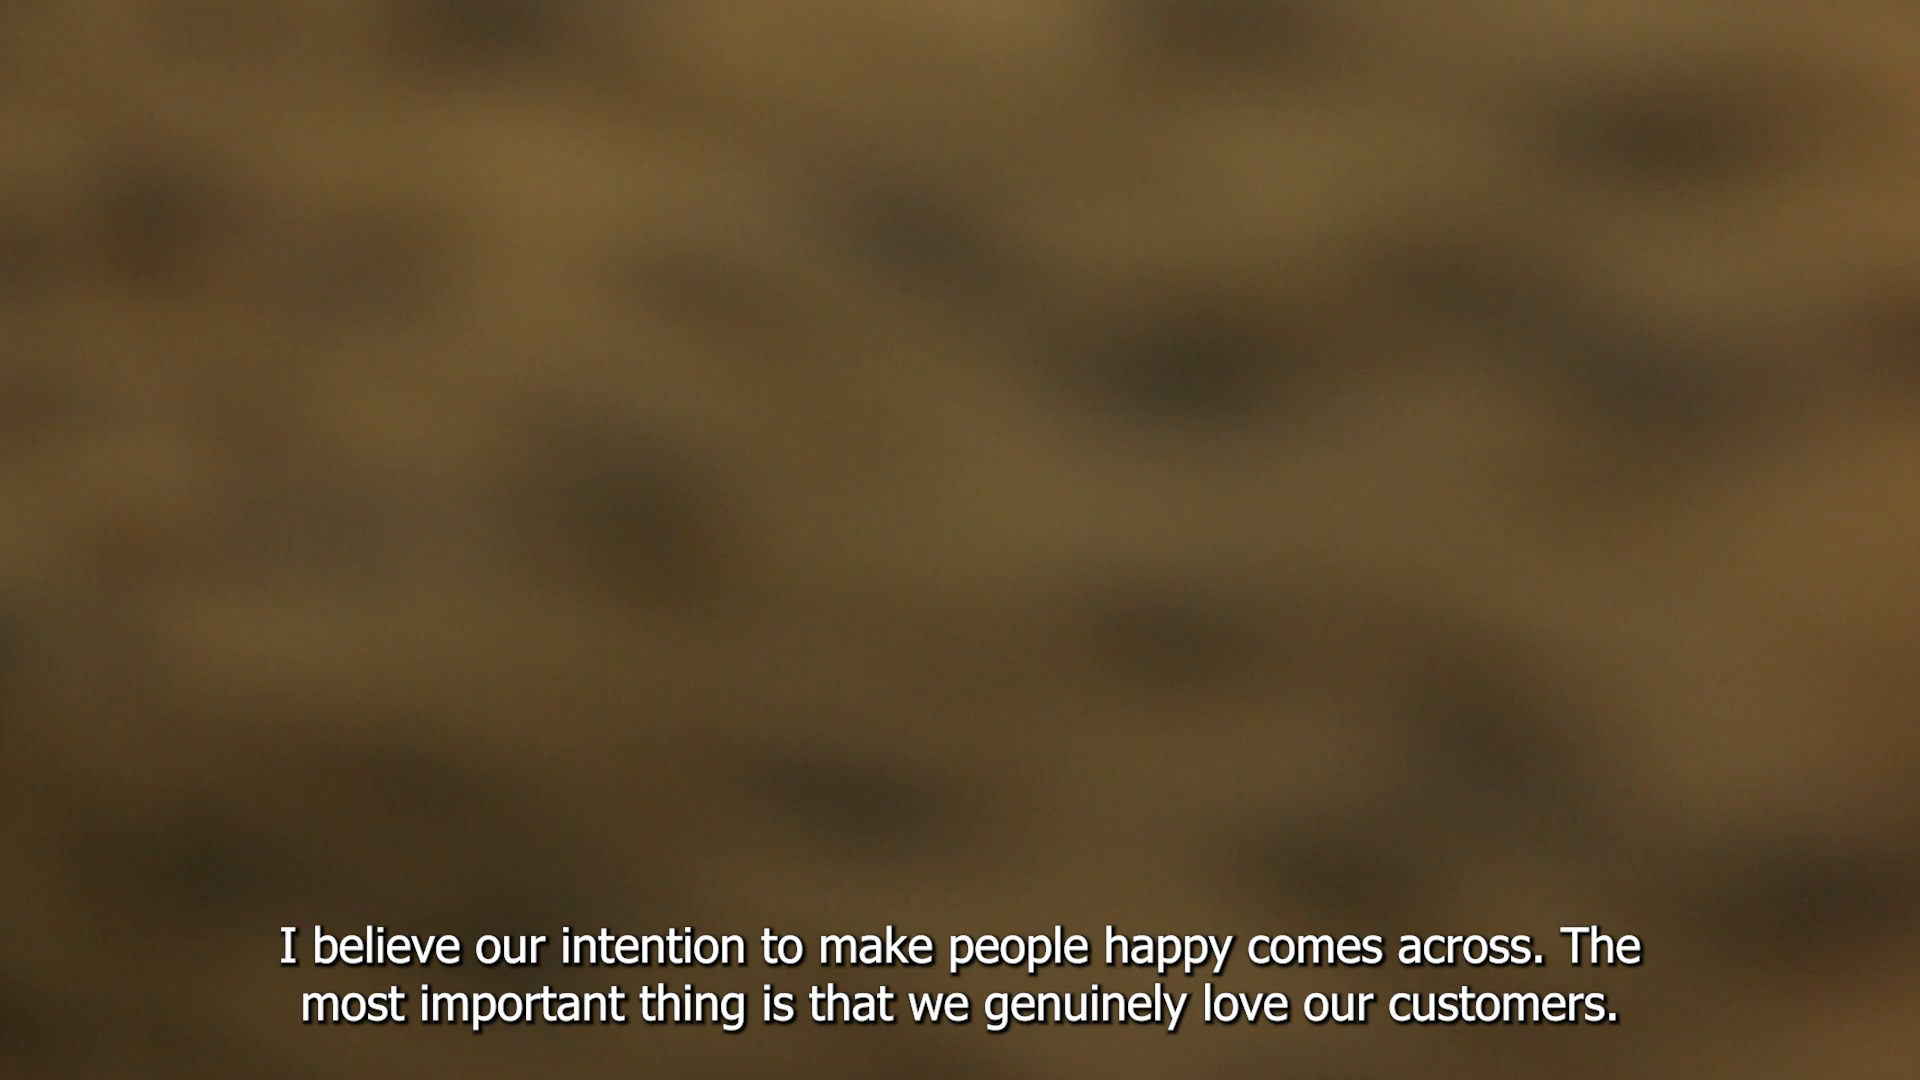 I believe our intention to make people happy comes across. The
most important thing is that we genuinely love our customers.